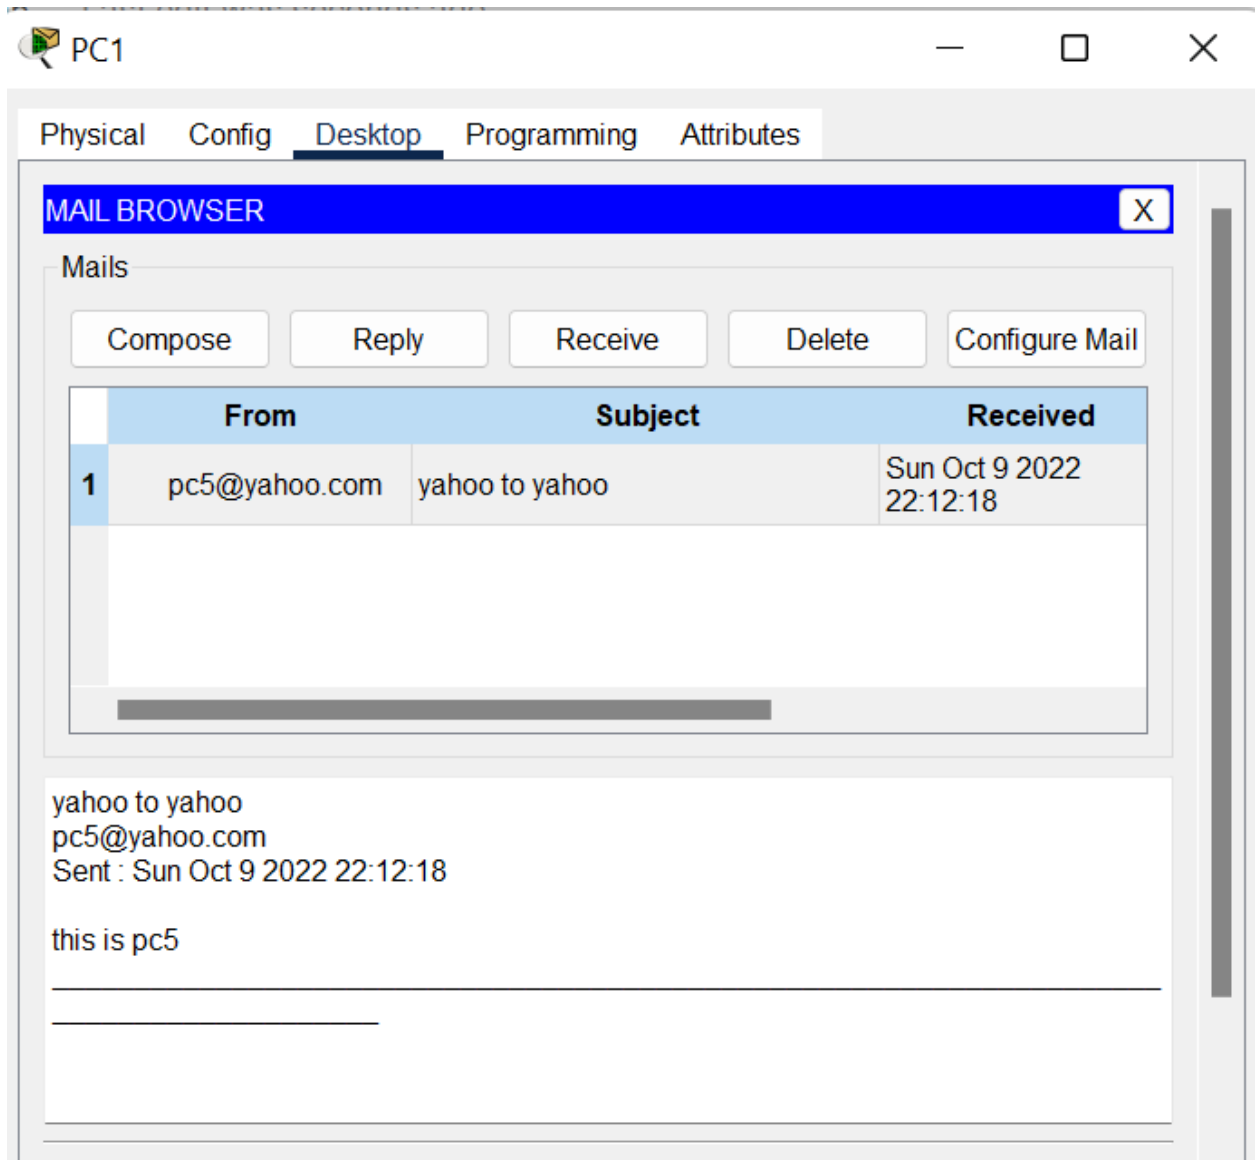 PC1
Physical Config Desktop Programming Attributes
MAIL BROWSER X
Mails
Compose Reply Receive Delete Configure Mail
From Subject Received
1 pc5@yahoo.com yahoo to yahoo Sun Oct 9 2022
22:12:18
yahoo to yahoo
pc5@yahoo.com
Sent : Sun Oct 9 2022 22:12:18
this is pc5